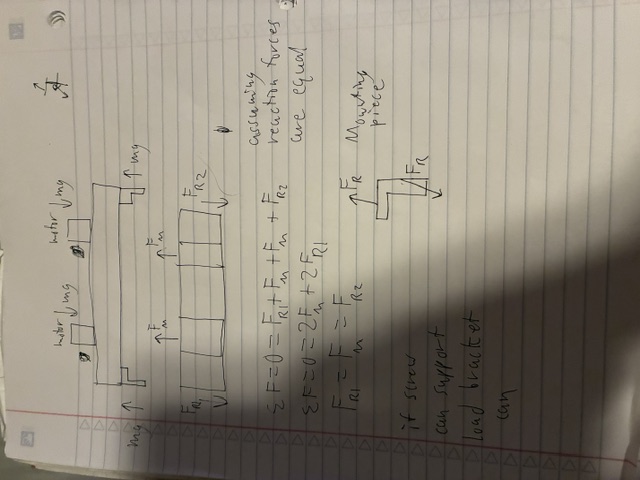 motor ↓mg motor ↓mg
mg ↑ ↑ mg
F_m F_m
F_R1 F_R2
assuming
reaction forces
are equal
ΣF=0=F_R1+F_m+F_m+F_R2
ΣF=0=2F_m+2F_R1
F_R1=F_m=F_R2
Mounting
piece
F_R
F_R
if screw
can support
load bracket
can